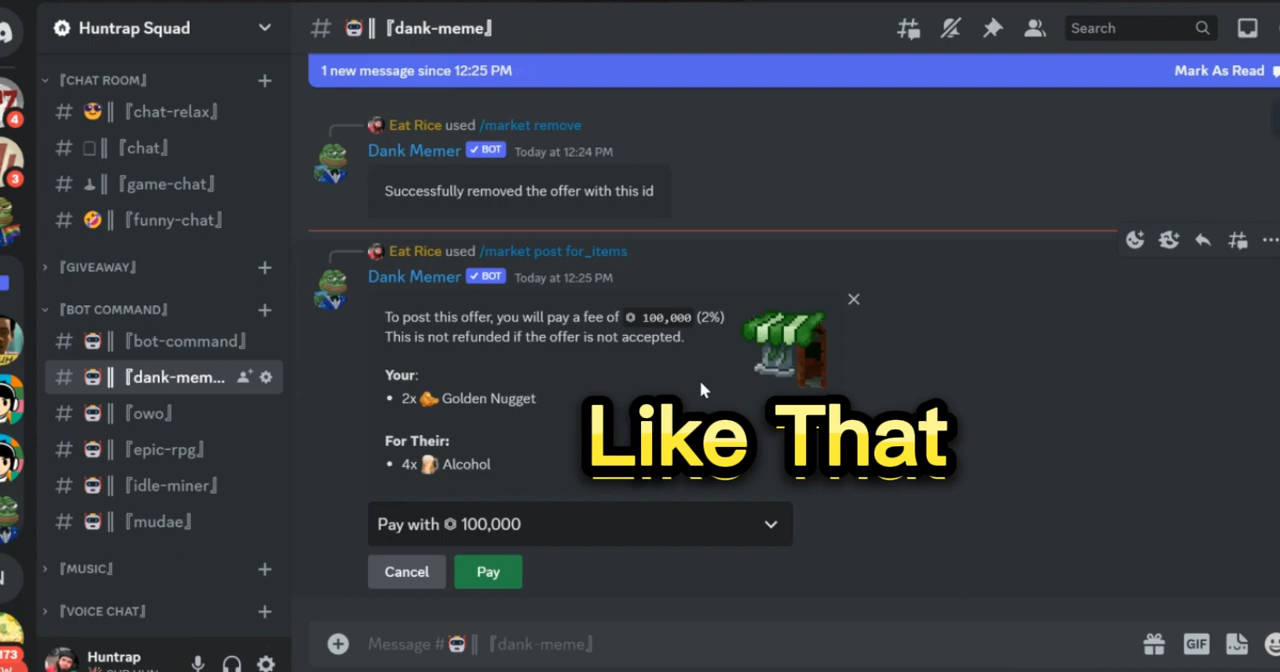 Huntrap Squad
# 🤖║『dank-meme』
Search
1 new message since 12:25 PM
Mark As Read
『CHAT ROOM』
😎║『chat-relax』
║『chat』
║『game-chat』
🤣║『funny-chat』
『GIVEAWAY』
『BOT COMMAND』
🤖║『bot-command』
🤖║『dank-mem...
🤖║『owo』
🤖║『epic-rpg』
🤖║『idle-miner』
🤖║『mudae』
『MUSIC』
『VOICE CHAT』
Huntrap
4
3
173
Eat Rice used /market remove
Dank Memer ✓ BOT Today at 12:24 PM
Successfully removed the offer with this id
Eat Rice used /market post for_items
Dank Memer ✓ BOT Today at 12:25 PM
To post this offer, you will pay a fee of 100,000 (2%)
This is not refunded if the offer is not accepted.
Your:
• 2x Golden Nugget
For Their:
• 4x Alcohol
Like That
Pay with 100,000
Cancel
Pay
Message #🤖║『dank-meme』
GIF